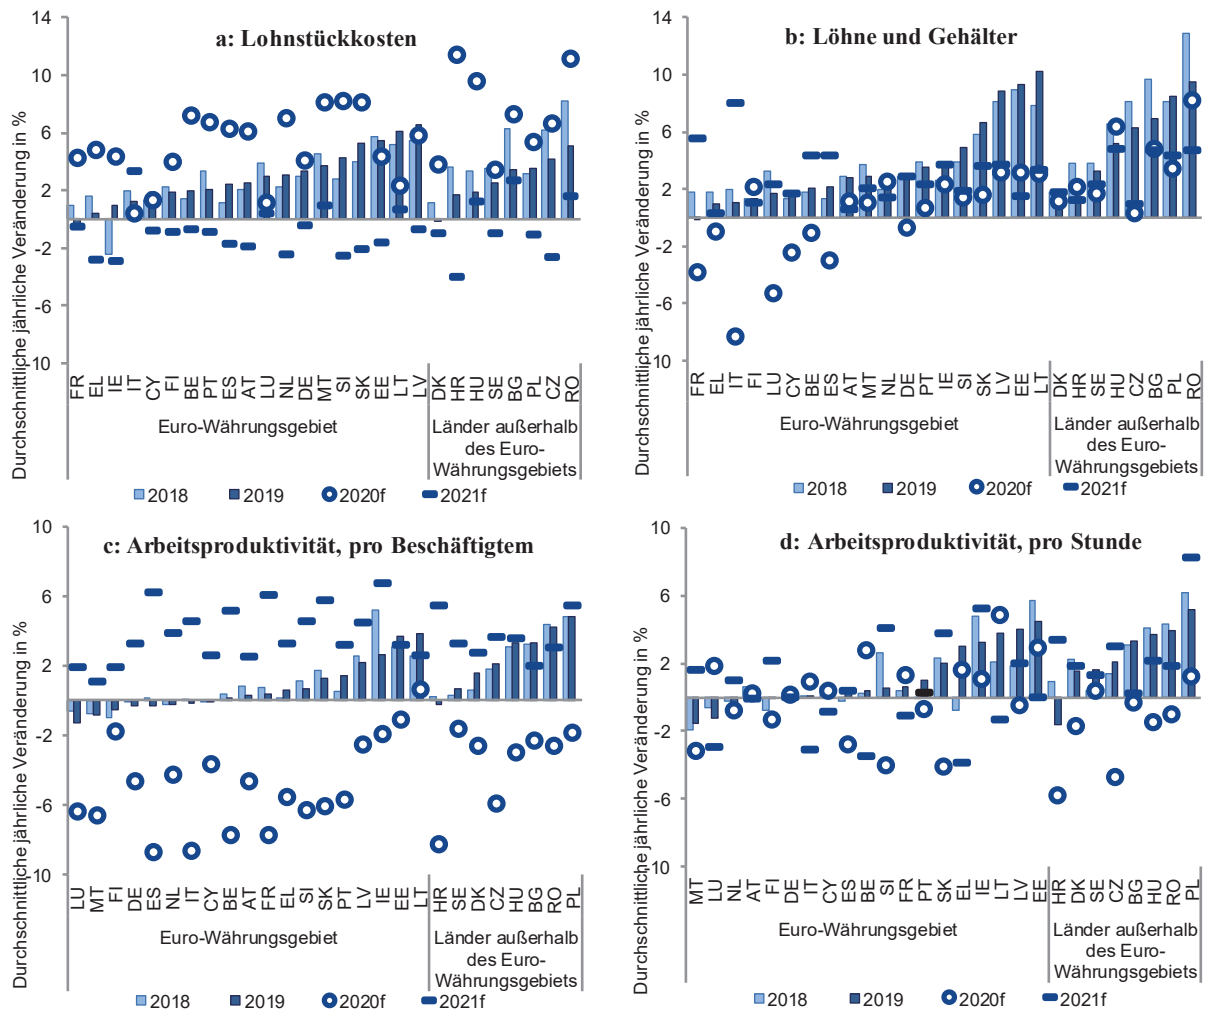 a: Lohnstückkosten
Durchschnittliche jährliche Veränderung in %
14
10
6
2
-2
-6
10
FR EL IE IT CY FI BE PT ES AT LU NL DE MT SI SK EE LT LV DK HR HU SE BG PL CZ RO
Euro-Währungsgebiet
Länder außerhalb
des Euro-
Währungsgebiets
2018 2019 2020f 2021f
b: Löhne und Gehälter
Durchschnittliche jährliche Veränderung in %
14
10
6
2
-2
-6
-10
FR EL IT FI LU CY BE ES AT MT NL DE PT IE SI SK LV EE LT DK HR SE HU CZ BG PL RO
Euro-Währungsgebiet
Länder außerhalb
des Euro-
Währungsgebiets
2018 2019 2020f 2021f
c: Arbeitsproduktivität, pro Beschäftigtem
Durchschnittliche jährliche Veränderung in %
10
6
2
-2
-6
-10
LU MT FI DE ES NL IT CY BE AT FR EL SI SK PT LV IE EE LT HR SE DK CZ HU BG RO PL
Euro-Währungsgebiet
Länder außerhalb
des Euro-
Währungsgebiets
2018 2019 2020f 2021f
d: Arbeitsproduktivität, pro Stunde
Durchschnittliche jährliche Veränderung in %
10
6
2
-2
-6
-10
MT LU NL AT FI DE IT CY ES BE SI FR PT SK EL IE LT LV EE HR DK SE CZ BG HU RO PL
Euro-Währungsgebiet
Länder außerhalb
des Euro-
Währungsgebiets
2018 2019 2020f 2021f